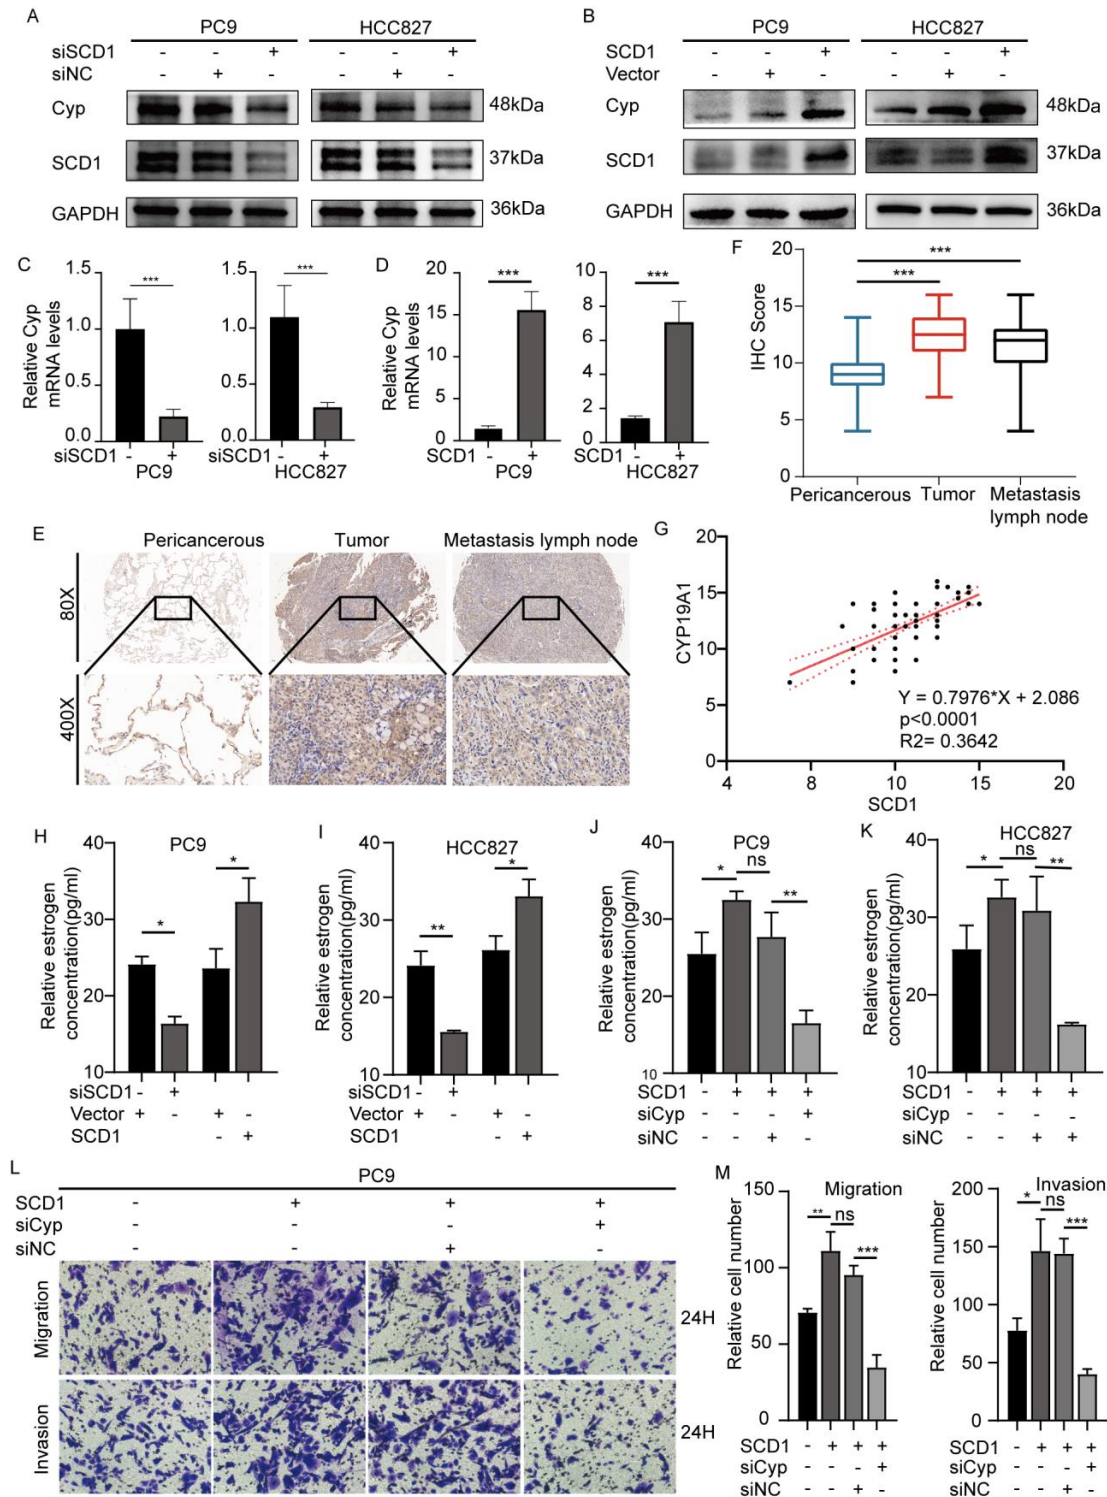 A
PC9 HCC827
siSCD1 - - + - - +
siNC - + - - + -
Cyp 48kDa
SCD1 37kDa
GAPDH 36kDa
B
PC9 HCC827
SCD1 - - + - - +
Vector - + - - + -
Cyp 48kDa
SCD1 37kDa
GAPDH 36kDa
C
Relative Cyp
mRNA levels
1.5
1.0
0.5
0.0
***
siSCD1 - +
PC9
1.5
1.0
0.5
0.0
***
siSCD1 - +
HCC827
D
Relative Cyp
mRNA levels
20
15
10
5
0
***
SCD1 - +
PC9
10
8
6
4
2
0
***
SCD1 - +
HCC827
F
IHC Score
20
15
10
5
0
***
***
Pericancerous Tumor Metastasis
lymph node
E
Pericancerous Tumor Metastasis lymph node
80X
400X
G
CYP19A1
20
15
10
5
0
Y = 0.7976*X + 2.086
p<0.0001
R2= 0.3642
4 8 10 15 20
SCD1
H
PC9
Relative estrogen
concentration(pg/ml)
40
30
20
10
* *
siSCD1 - +
Vector + - + -
SCD1 - +
I
HCC827
Relative estrogen
concentration(pg/ml)
40
30
20
10
** *
siSCD1 - +
Vector + - + -
SCD1 - +
J
PC9
Relative estrogen
concentration(pg/ml)
40
30
20
10
* ns **
SCD1 - + + +
siCyp - - - +
siNC - - + -
K
HCC827
Relative estrogen
concentration(pg/ml)
40
30
20
10
* ns **
SCD1 - + + +
siCyp - - - -
siNC - - + +
L
PC9
SCD1 - + + +
siCyp - - - +
siNC - - + -
Migration 24H
Invasion 24H
M
Migration
Relative cell number
150
100
50
0
** ns ***
SCD1 - + + +
siCyp - - - +
siNC - - + -
Invasion
Relative cell number
200
150
100
50
0
* ns ***
SCD1 - + + +
siCyp - - - +
siNC - - + -